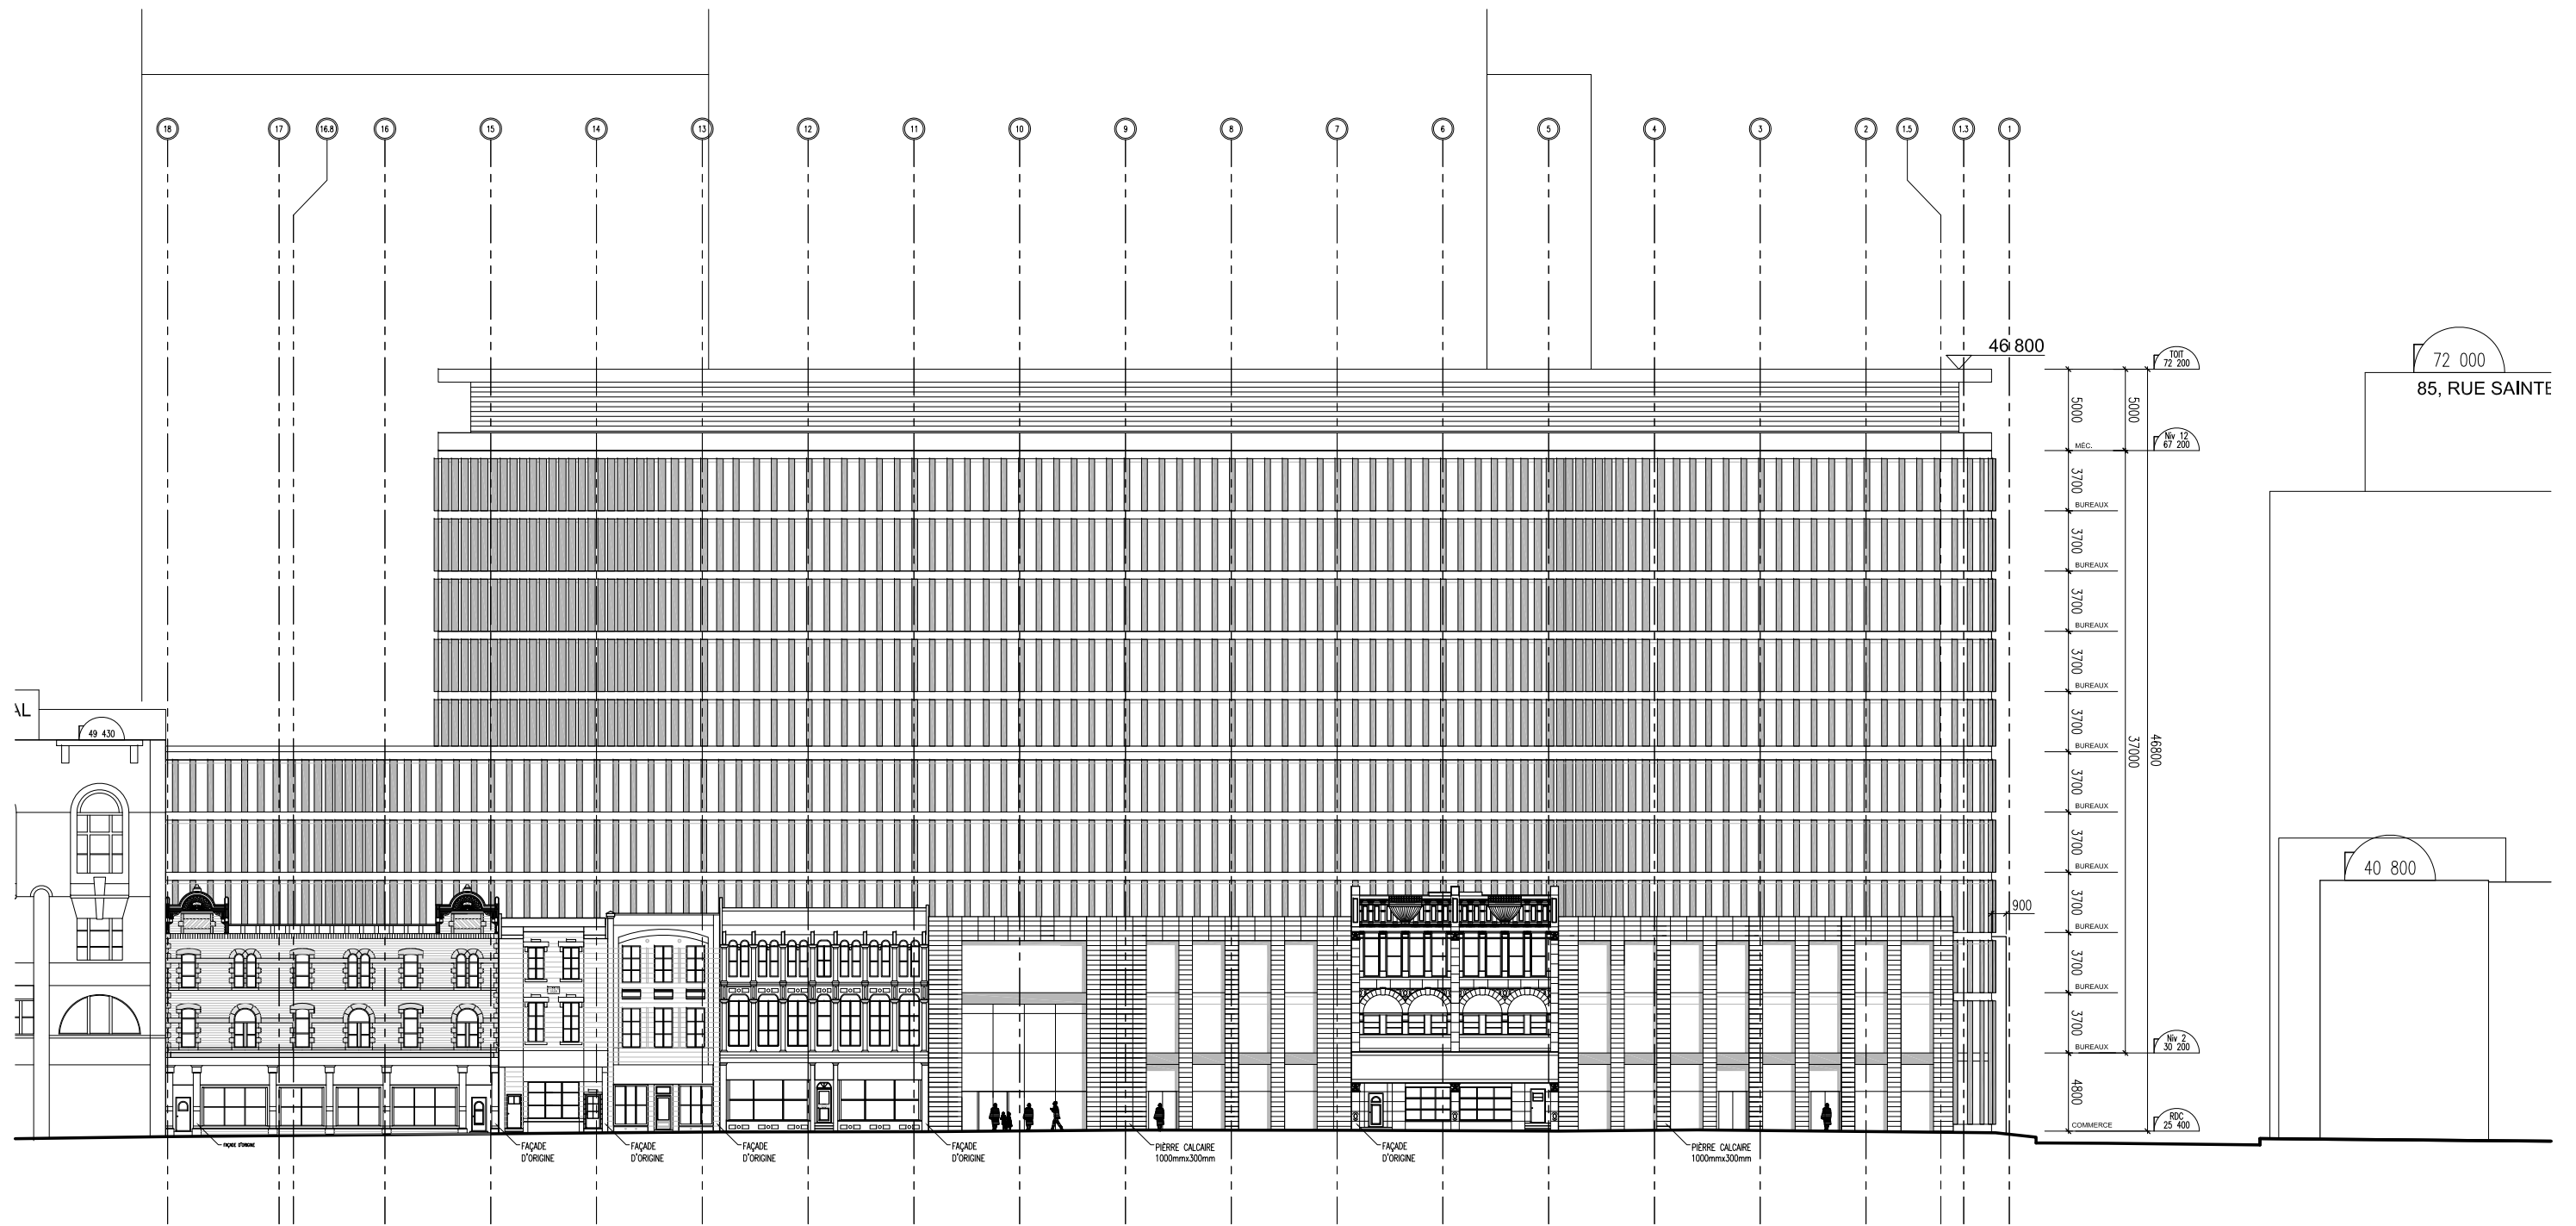 18 17 16.8 16 15 14 13 12 11 10 9 8 7 6 5 4 3 2 1.5 1.3 1
46 800
TOIT
72 200
72 000
85, RUE SAINTE
5000
5000
MÉC.
Niv 12
67 200
3700
BUREAUX
3700
BUREAUX
3700
BUREAUX
3700
BUREAUX
3700
BUREAUX
AL
49 430
37000
46800
3700
BUREAUX
3700
BUREAUX
40 800
3700
BUREAUX
900
3700
BUREAUX
3700
BUREAUX
Niv 2
30 200
4800
COMMERCE
RDC
25 400
FAÇADE D'ORIGINE
FAÇADE
D'ORIGINE
FAÇADE
D'ORIGINE
FAÇADE
D'ORIGINE
FAÇADE
D'ORIGINE
PIÈRRE CALCAIRE
1000mmx300mm
FAÇADE
D'ORIGINE
PIÈRRE CALCAIRE
1000mmx300mm